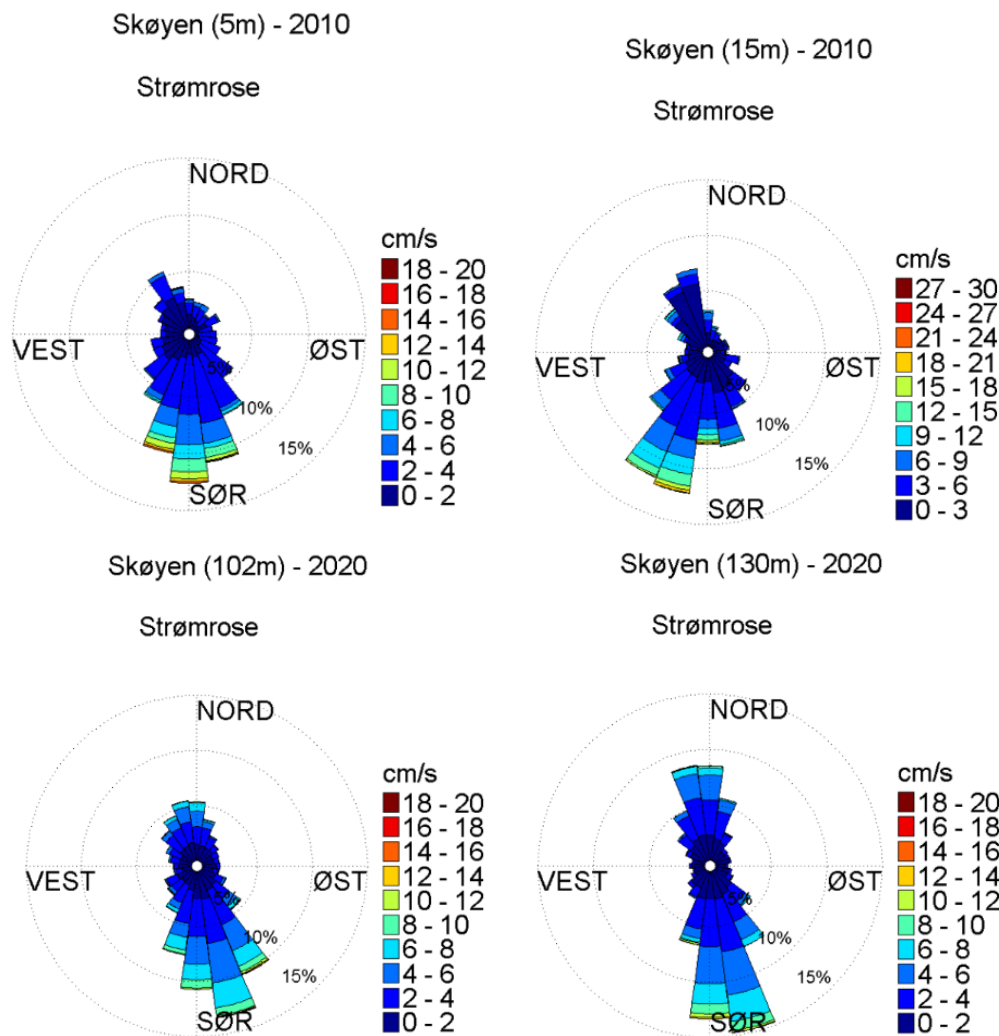 Skøyen (5m) - 2010
Strømrose
NORD
VEST
ØST
SØR
5%
10%
15%
cm/s
18 - 20
16 - 18
14 - 16
12 - 14
10 - 12
8 - 10
6 - 8
4 - 6
2 - 4
0 - 2
Skøyen (15m) - 2010
Strømrose
NORD
VEST
ØST
SØR
5%
10%
15%
cm/s
27 - 30
24 - 27
21 - 24
18 - 21
15 - 18
12 - 15
9 - 12
6 - 9
3 - 6
0 - 3
Skøyen (102m) - 2020
Strømrose
NORD
VEST
ØST
SØR
5%
10%
15%
cm/s
18 - 20
16 - 18
14 - 16
12 - 14
10 - 12
8 - 10
6 - 8
4 - 6
2 - 4
0 - 2
Skøyen (130m) - 2020
Strømrose
NORD
VEST
ØST
SØR
5%
10%
15%
cm/s
18 - 20
16 - 18
14 - 16
12 - 14
10 - 12
8 - 10
6 - 8
4 - 6
2 - 4
0 - 2